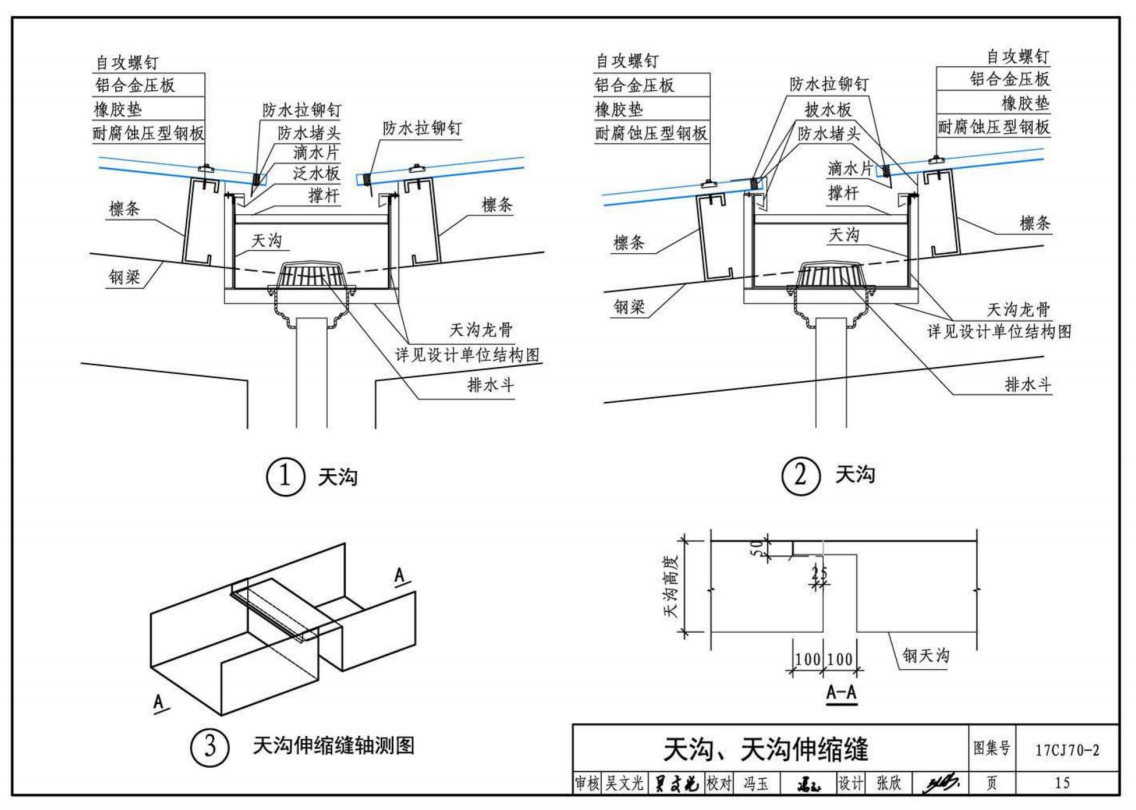 自攻螺钉
铝合金压板
橡胶垫
耐腐蚀压型钢板
防水拉铆钉
防水堵头
滴水片
泛水板
撑杆
防水拉铆钉
檩条
檩条
天沟
钢梁
天沟龙骨
详见设计单位结构图
排水斗
1 天沟
自攻螺钉
铝合金压板
橡胶垫
耐腐蚀压型钢板
防水拉铆钉
披水板
防水堵头
滴水片
撑杆
自攻螺钉
铝合金压板
橡胶垫
耐腐蚀压型钢板
檩条
天沟
檩条
钢梁
天沟龙骨
详见设计单位结构图
排水斗
2 天沟
A
A
3 天沟伸缩缝轴测图
天沟高度
50
25
100 100
钢天沟
A-A
天沟、天沟伸缩缝 图集号 17CJ70-2
审核 吴文光 吴文光 校对 冯玉 冯玉 设计 张欣 页 15